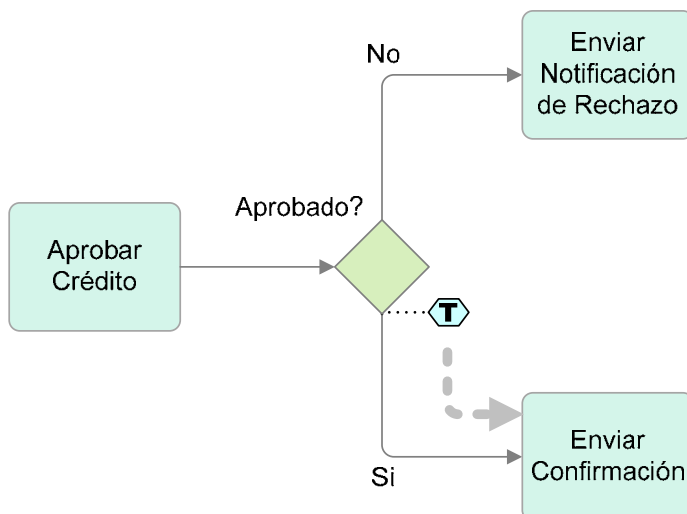 No
Enviar
Notificación
de Rechazo
Aprobado?
Aprobar
Crédito
T
Enviar
Confirmación
Si